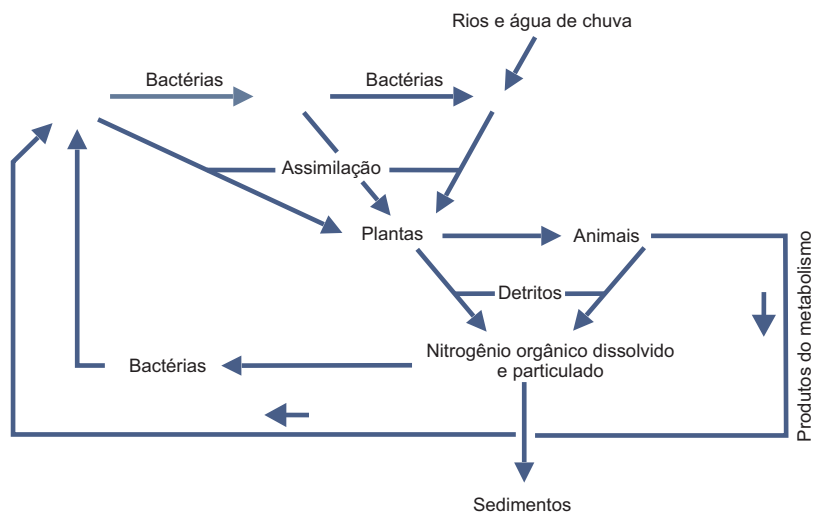 Rios e água de chuva
Bactérias
Bactérias
Assimilação
Plantas
Animais
Detritos
Produtos do metabolismo
Nitrogênio orgânico dissolvido
e particulado
Bactérias
Sedimentos